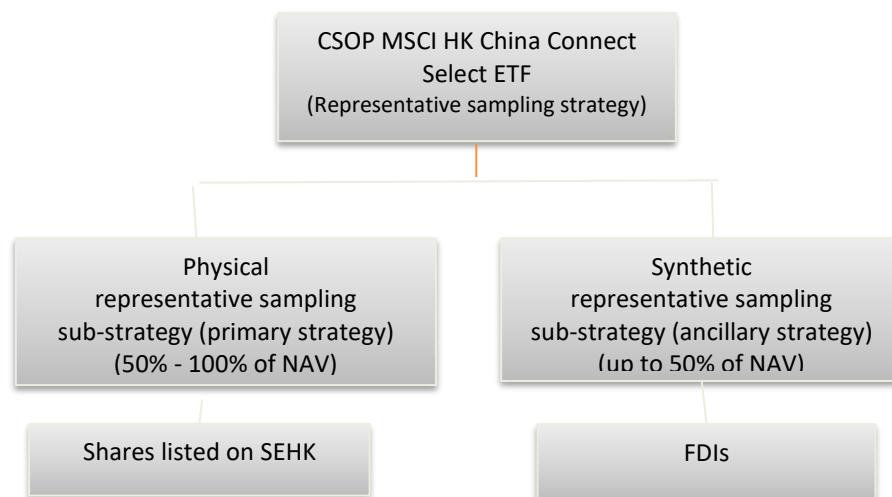 CSOP MSCI HK China Connect
Select ETF
(Representative sampling strategy)
Physical
representative sampling
sub-strategy (primary strategy)
(50% - 100% of NAV)
Synthetic
representative sampling
sub-strategy (ancillary strategy)
(up to 50% of NAV)
Shares listed on SEHK
FDIs